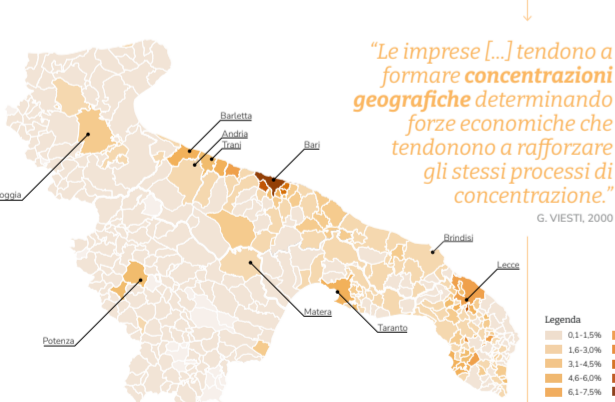 “Le imprese [...] tendono a
formare concentrazioni
geografiche determinando
forze economiche che
tendonono a rafforzare
gli stessi processi di
concentrazione.”
G. VIESTI, 2000
Barletta
Andria
Trani
Bari
oggia
Brindisi
Lecce
Matera
Taranto
Potenza
Legenda
0,1-1,5%
1,6-3,0%
3,1-4,5%
4,6-6,0%
6,1-7,5%